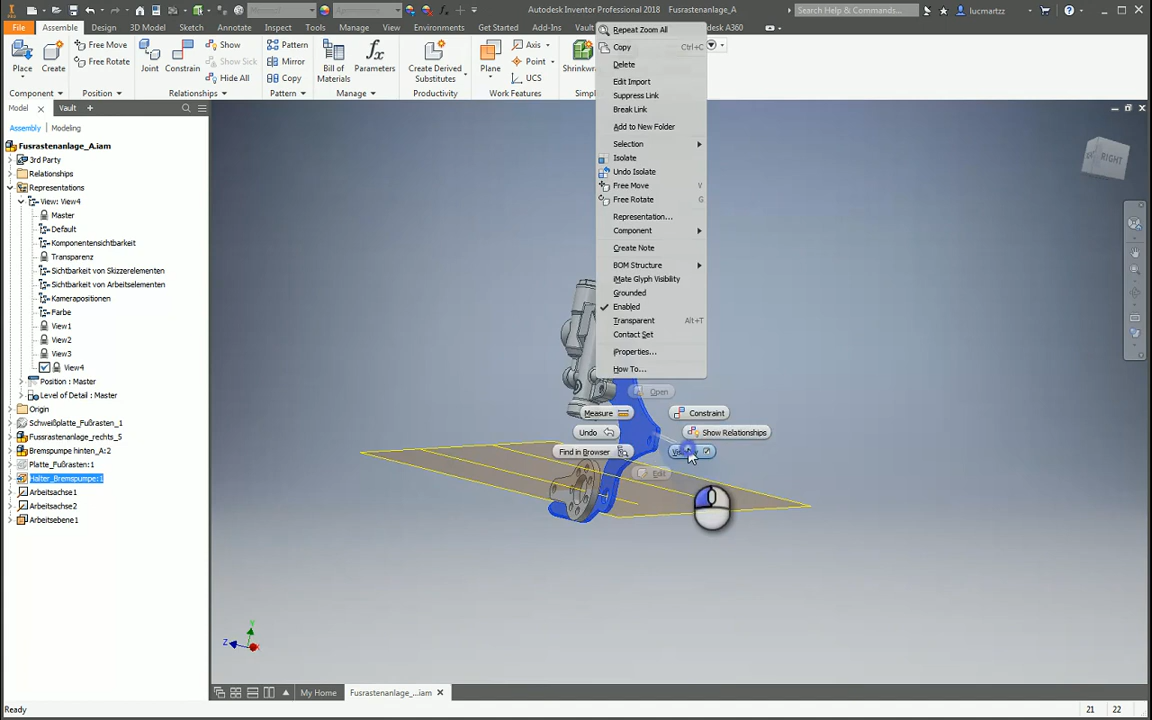 Autodesk Inventor Professional 2018 Fusrastenanlage_A
Search Help & Commands...
lucmartz
File Assemble Design 3D Model Sketch Annotate Inspect Tools Manage View Environments Get Started Add-Ins Vault
k A360
Place
Create
Free Move
Free Rotate
Joint
Constrain
Show
Show Sick
Hide All
Pattern
Mirror
Copy
Bill of
Materials
Parameters
Create Derived
Substitutes
Plane
Axis
Point
UCS
Shrinkwrap
Component Position Relationships Pattern Manage Productivity Work Features
Model Vault
Assembly Modeling
Fusrastenanlage_A.iam
3rd Party
Relationships
Representations
View: View4
Master
Default
Komponentensichtbarkeit
Transparenz
Sichtbarkeit von Skizzerelementen
Sichtbarkeit von Arbeitselementen
Kamerapositionen
Farbe
View1
View2
View3
View4
Position : Master
Level of Detail : Master
Origin
Schweißplatte_Fußrasten_1
Fussrastenanlage_rechts_5
Bremspumpe hinten_A:2
Platte_Fußrasten:1
Halter_Bremspumpe:1
Arbeitsachse1
Arbeitsachse2
Arbeitsebene1
Repeat Zoom All
Copy Ctrl+C
Delete
Edit Import
Suppress Link
Break Link
Add to New Folder
Selection
Isolate
Undo Isolate
Free Move V
Free Rotate G
Representation...
Component
Create Note
BOM Structure
iMate Glyph Visibility
Grounded
Enabled
Transparent Alt+T
Contact Set
iProperties...
How To...
Open
Measure
Constraint
Undo
Show Relationships
Find in Browser
Edit
RIGHT
Y
Z
X
My Home Fusrastenanlage_...iam
Ready 21 22